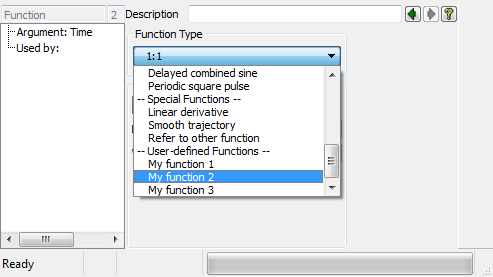 Function 2 Description
Argument: Time
Used by:
Function Type
1:1
Delayed combined sine
Periodic square pulse
-- Special Functions --
Linear derivative
Smooth trajectory
Refer to other function
-- User-defined Functions --
My function 1
My function 2
My function 3
Ready